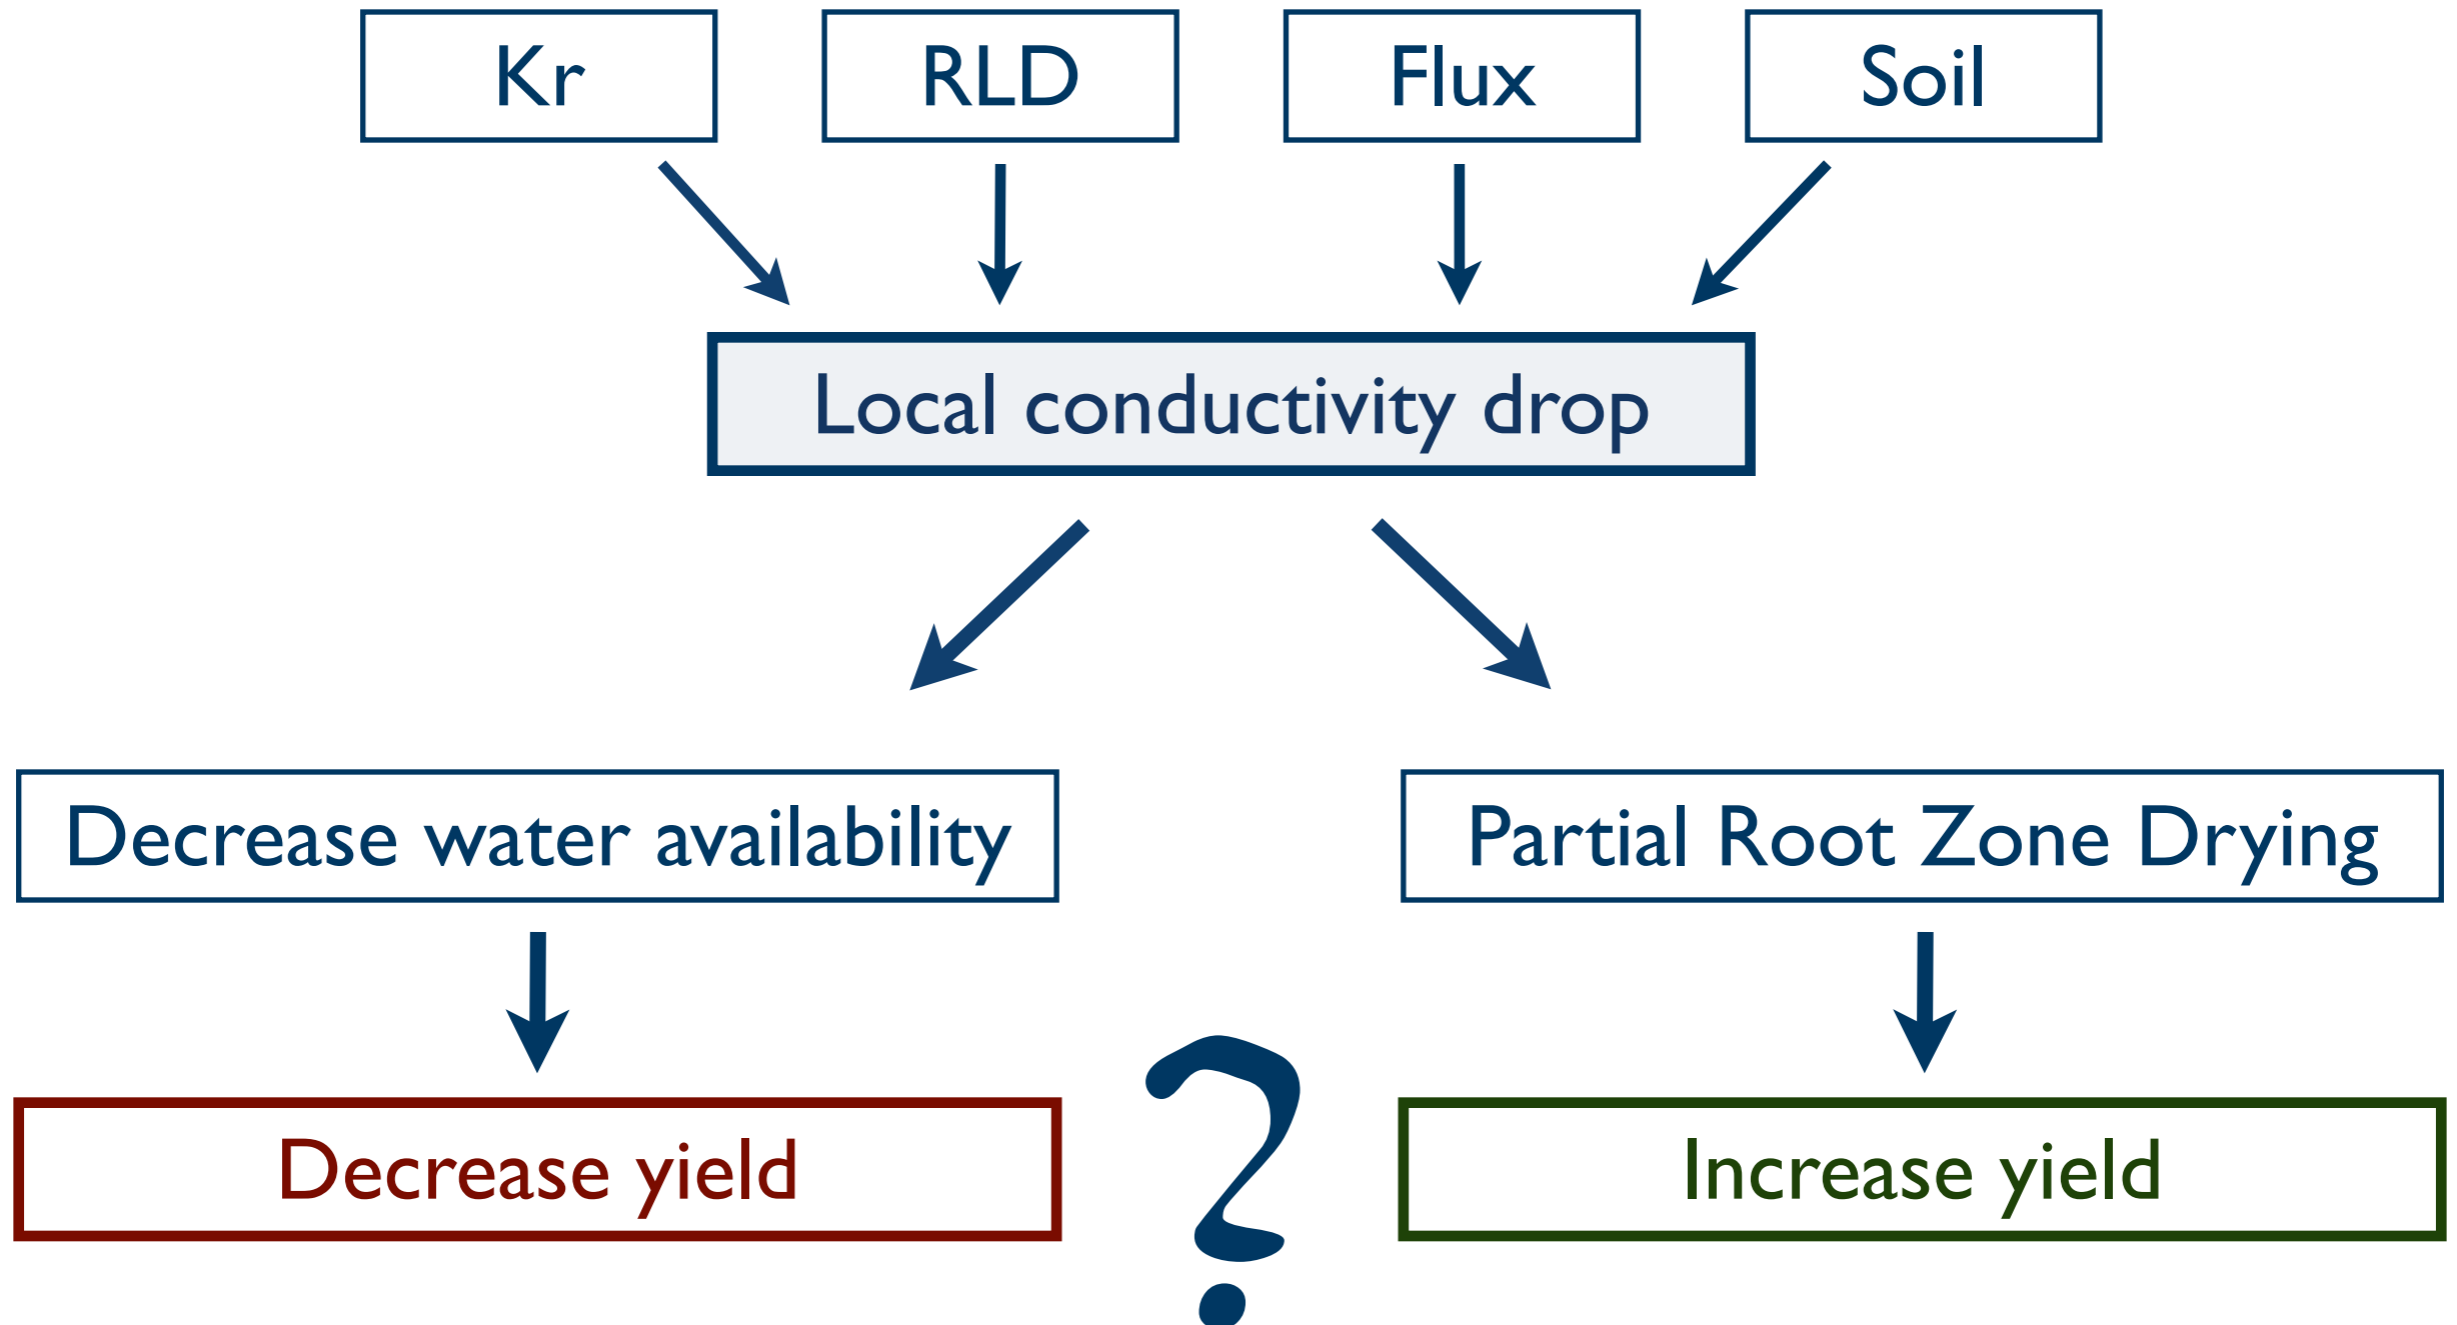 Kr
RLD
Flux
Soil
Local conductivity drop
Decrease water availability
Partial Root Zone Drying
Decrease yield
?
Increase yield